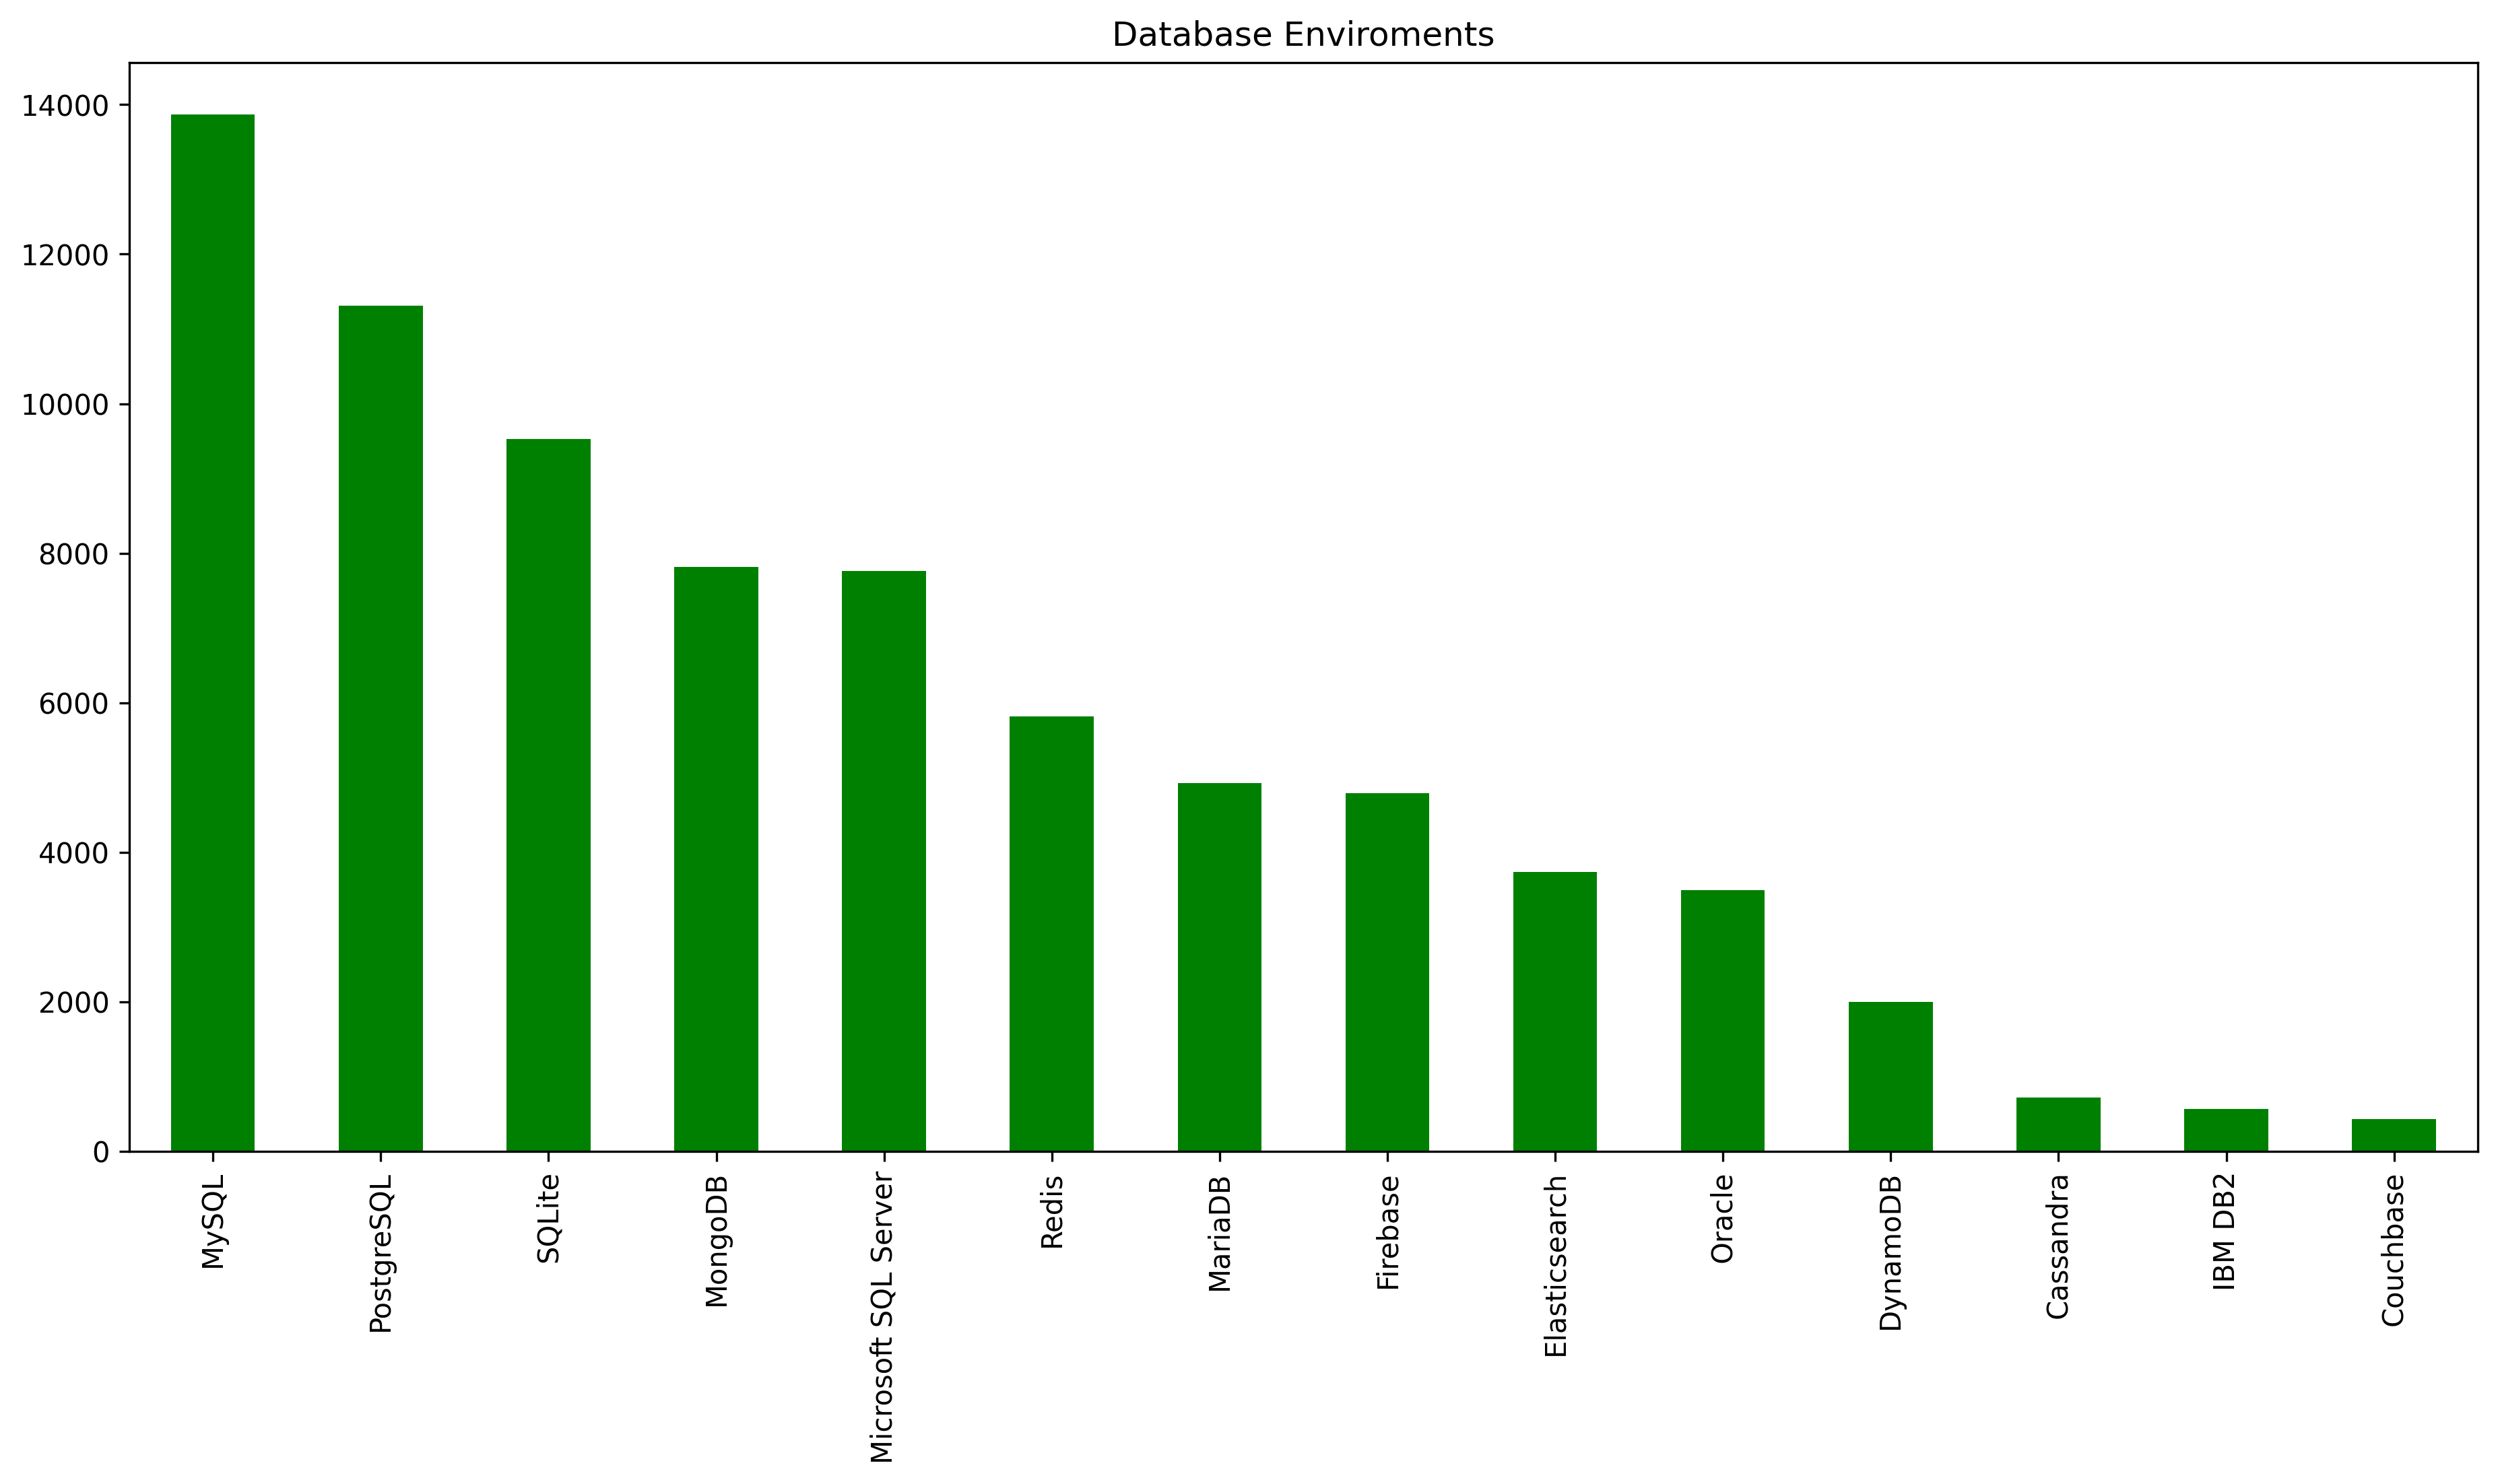 Database Enviroments
14000
12000
10000
8000
6000
4000
2000
0
MySQL
PostgreSQL
SQLite
MongoDB
Microsoft SQL Server
Redis
MariaDB
Firebase
Elasticsearch
Oracle
DynamoDB
Cassandra
IBM DB2
Couchbase